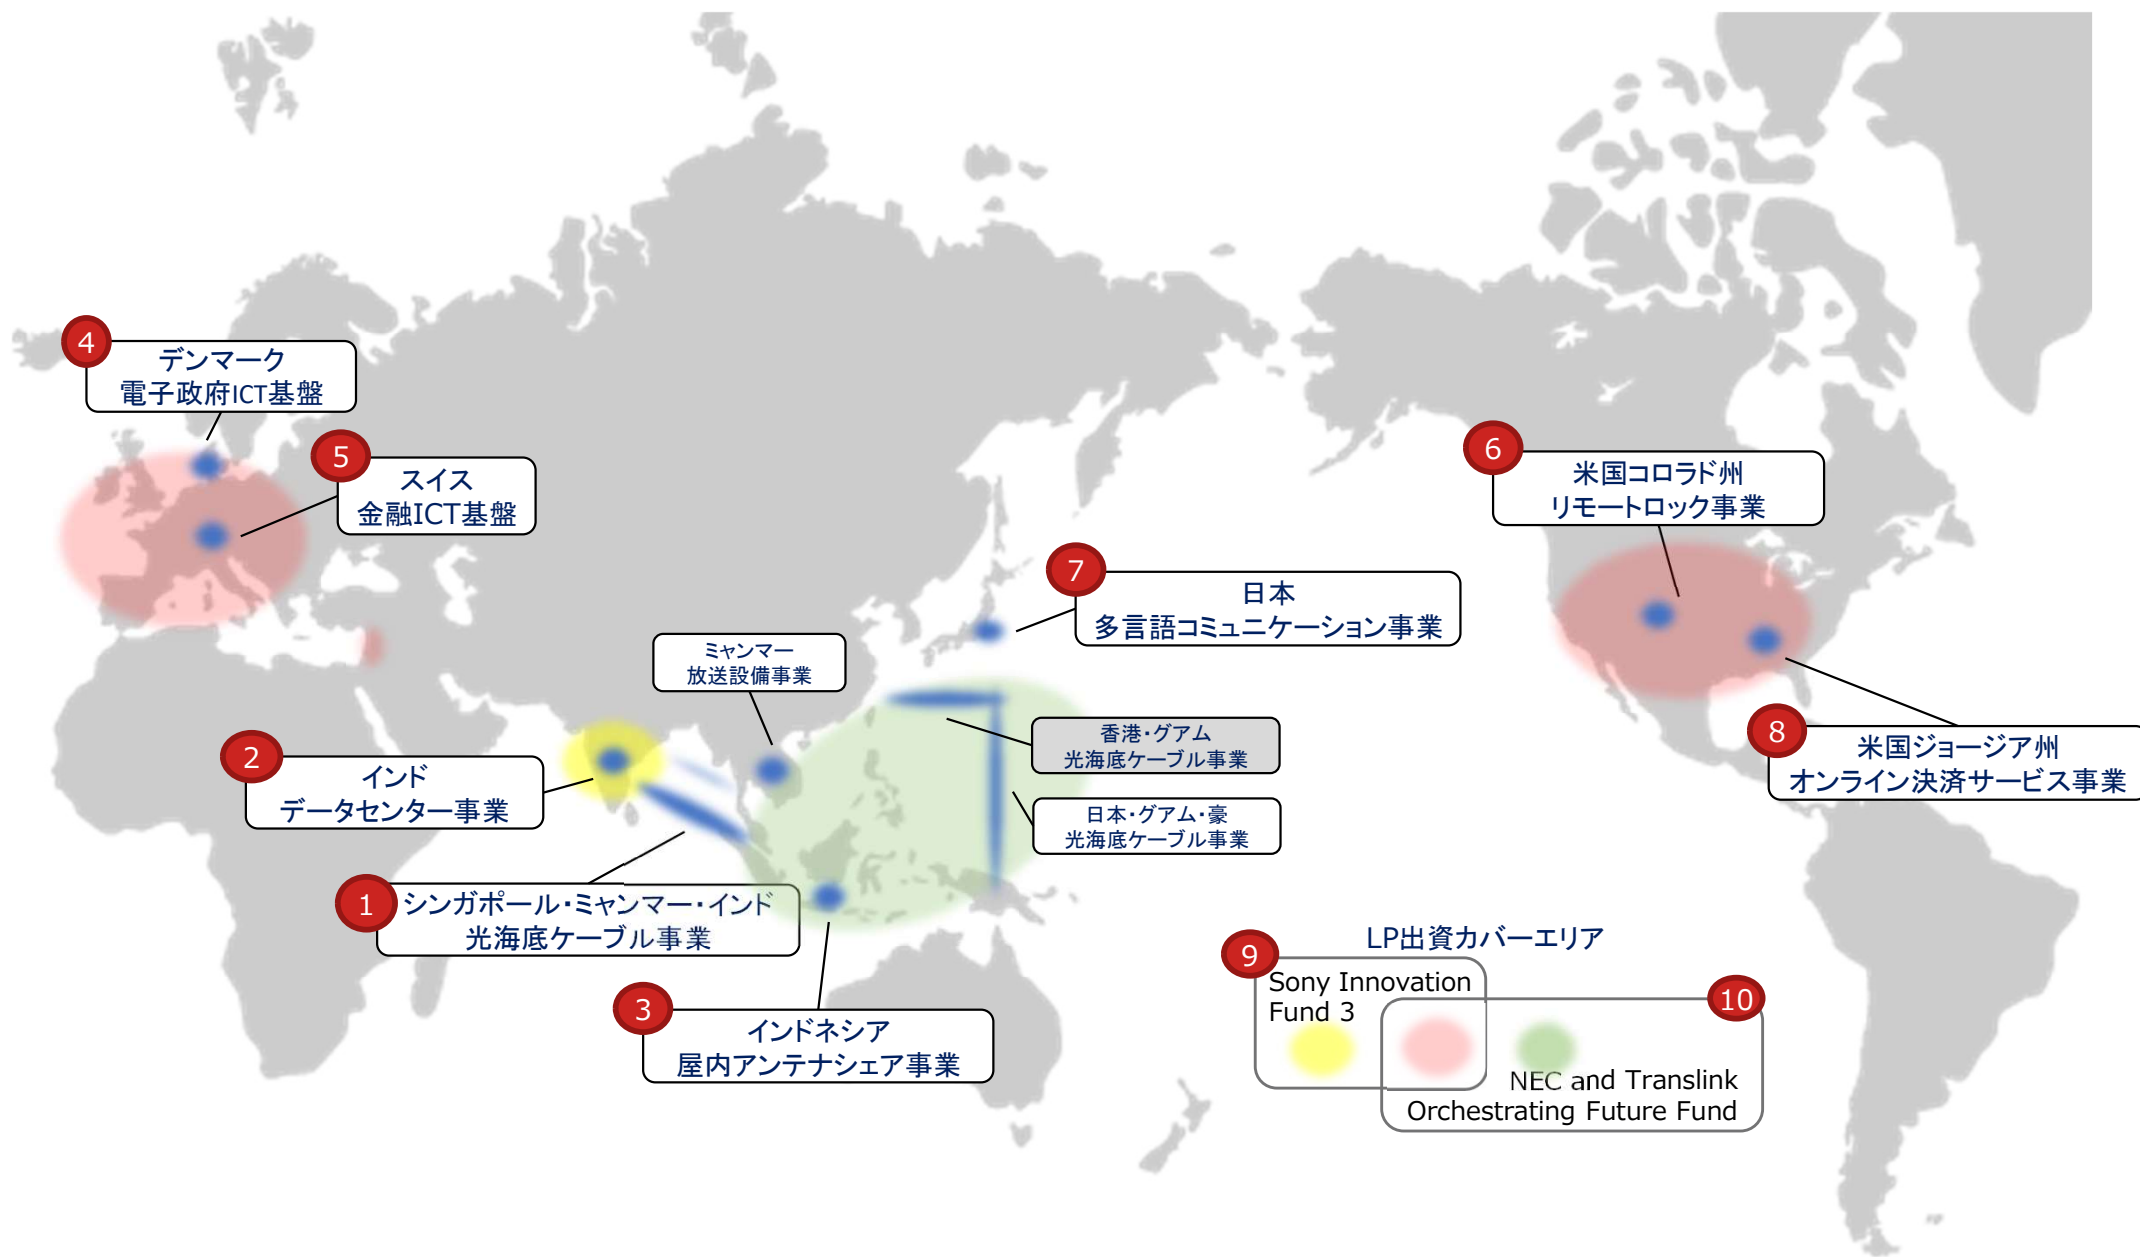 4
デンマーク
電子政府ICT基盤
5
スイス
金融ICT基盤
6
米国コロラド州
リモートロック事業
7
日本
多言語コミュニケーション事業
ミャンマー
放送設備事業
香港・グアム
光海底ケーブル事業
2
インド
データセンター事業
8
米国ジョージア州
オンライン決済サービス事業
日本・グアム・豪
光海底ケーブル事業
1
シンガポール・ミャンマー・インド
光海底ケーブル事業
3
インドネシア
屋内アンテナシェア事業
LP出資カバーエリア
9
Sony Innovation
Fund 3
10
NEC and Translink
Orchestrating Future Fund